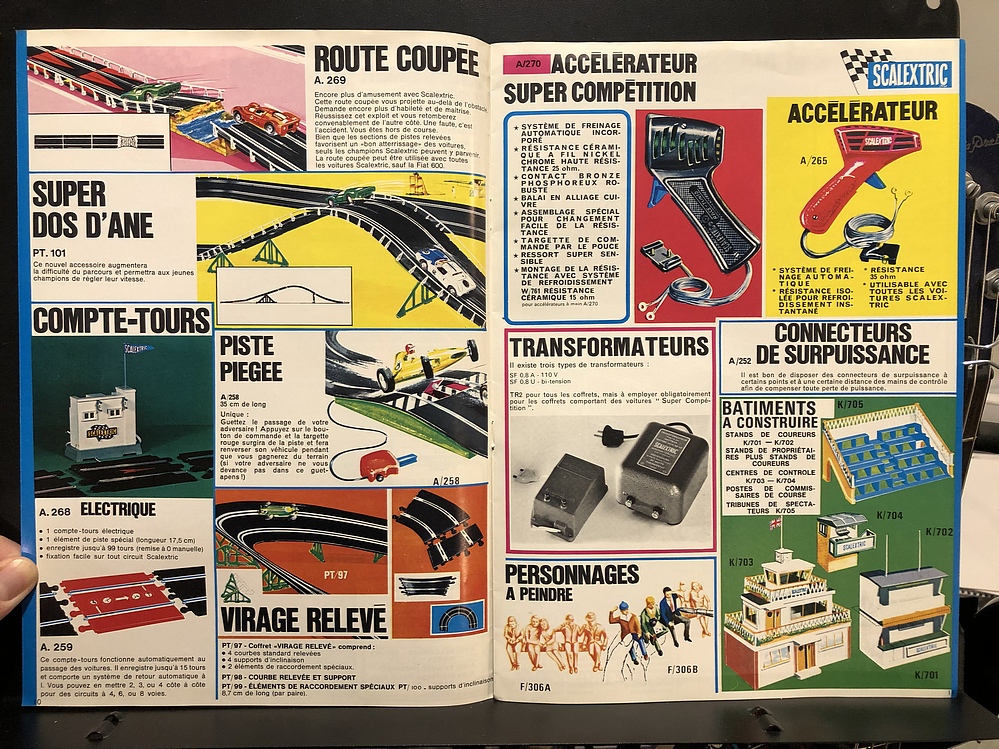 ROUTE COUPÉE
A. 269
Encore plus d'amusement avec Scalextric.
Cette route coupée vous projette au-delà de l'obstacle
Demande encore plus d'habileté et de maîtrise.
Réussissez cet exploit et vous retomberez
convenablement de l'autre côté. Une faute, c'est
l'accident. Vous êtes hors de course.
Bien que les sections de pistes relevées
favorisent un «bon atterrissage» des voitures,
seuls les champions Scalextric peuvent y parvenir.
La route coupée peut être utilisée avec toutes
les voitures Scalextric, sauf la Fiat 600.
SUPER
DOS D'ANE
PT. 101
Ce nouvel accessoire augmentera
la difficulté du parcours et permettra aux jeunes
champions de régler leur vitesse.
COMPTE-TOURS
SCALEXTRIC
A. 268 ELECTRIQUE
• 1 compte-tours électrique
• 1 élément de piste spécial (longueur 17,5 cm)
• enregistre jusqu'à 99 tours (remise à 0 manuelle)
• fixation facile sur tout circuit Scalextric
A. 259
Ce compte-tours fonctionne automatiquement au
passage des voitures. Il enregistre jusqu'à 15 tours
et comporte un système de retour automatique à
l. Vous pouvez en mettre 2, 3, ou 4 côte à côte
pour des circuits à 4, 6, ou 8 voies.
PISTE
PIEGEE
A/258
35 cm de long
Unique :
Guettez le passage de votre
adversaire ! Appuyez sur le bou-
ton de commande et la targette
rouge surgira de la piste et fera
renverser son véhicule pendant
que vous gagnerez du terrain
(si votre adversaire ne vous
devance pas dans ce guet-
apens !)
A/258
PT/97
VIRAGE RELEVÉ
PT/97 - Coffret «VIRAGE RELEVÉ» comprend :
• 4 courbes standard relevées
• 4 supports d'inclinaison
• 2 éléments de raccordement spéciaux.
PT/98 - COURBE RELEVÉE ET SUPPORT
PT/99 - ÉLÉMENTS DE RACCORDEMENT SPÉCIAUX PT/100 - supports d'inclinaison
8,7 cm de long (par paire).
A/270 ACCÉLÉRATEUR
SUPER COMPÉTITION
★ SYSTÈME DE FREINAGE
AUTOMATIQUE INCOR-
PORÉ
★ RÉSISTANCE CÉRAMI-
QUE A FIL NICKEL
CHROME HAUTE RÉSIS-
TANCE 25 ohm.
★ CONTACT BRONZE
PHOSPHOREUX RO-
BUSTE
★ BALAI EN ALLIAGE CUI-
VRE
★ ASSEMBLAGE SPÉCIAL
POUR CHANGEMENT
FACILE DE LA RÉSIS-
TANCE
★ TARGETTE DE COM-
MANDE PAR LE POUCE
★ RESSORT SUPER SEN-
SIBLE
★ MONTAGE DE LA RÉSIS-
TANCE AVEC SYSTÈME
DE REFROIDISSEMENT
W/761 RÉSISTANCE
CÉRAMIQUE 15 ohm
pour accélérateurs à main A/270
SCALEXTRIC
ACCÉLÉRATEUR
A/265
SCALEXTRIC
* SYSTÈME DE FREI-
NAGE AUTOMA-
TIQUE
* RÉSISTANCE ISO-
LÉE POUR REFROI-
DISSEMENT INS-
TANTANÉ
* RÉSISTANCE
35 ohm
* UTILISABLE AVEC
TOUTES LES VOI-
TURES SCALEX-
TRIC
TRANSFORMATEURS
Il existe trois types de transformateurs :
SF 0.8 A - 110 V
SF 0.8 U - bi-tension
TR2 pour tous les coffrets, mais à employer obligatoirement
pour les coffrets comportant des voitures " Super Compé-
tition ".
CONNECTEURS
A/252 DE SURPUISSANCE
Il est bon de disposer des connecteurs de surpuissance à
certains points et à une certaine distance des mains de contrôle
afin de compenser toute perte de puissance.
BATIMENTS
A CONSTRUIRE
STANDS DE COUREURS
K/701 — K/702
STANDS DE PROPRIÉTAI-
RES PLUS STANDS DE
COUREURS
CENTRES DE CONTROLE
K/703 — K/704
POSTES DE COMMIS-
SAIRES DE COURSE
TRIBUNES DE SPECTA-
TEURS K/705
K/705
K/704
K/702
K/703
SCALEXTRIC
K/701
PERSONNAGES
A PEINDRE
F/306A
F/306B